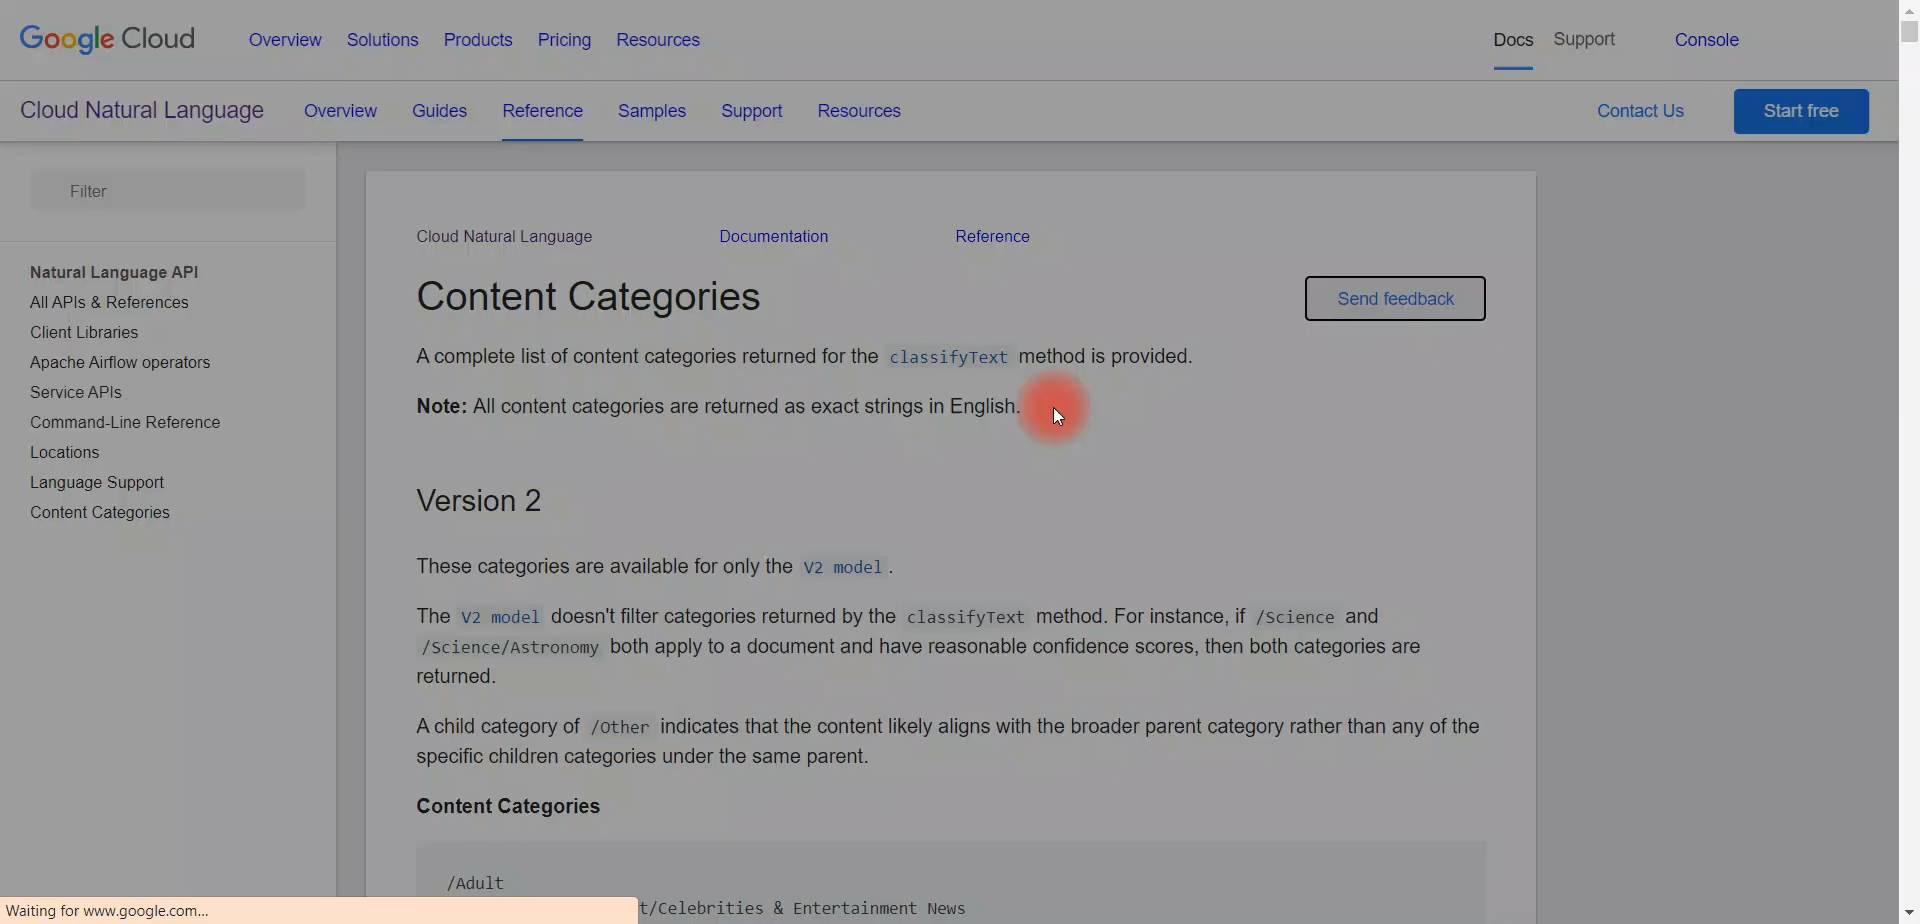 Google Cloud Overview Solutions Products Pricing Resources Docs Support Console
Cloud Natural Language Overview Guides Reference Samples Support Resources Contact Us Start free
Filter
Natural Language API
All APIs & References
Client Libraries
Apache Airflow operators
Service APIs
Command-Line Reference
Locations
Language Support
Content Categories
Cloud Natural Language Documentation Reference
Content Categories
Send feedback
A complete list of content categories returned for the classifyText method is provided.
Note: All content categories are returned as exact strings in English.
Version 2
These categories are available for only the V2 model.
The V2 model doesn't filter categories returned by the classifyText method. For instance, if /Science and
/Science/Astronomy both apply to a document and have reasonable confidence scores, then both categories are
returned.
A child category of /Other indicates that the content likely aligns with the broader parent category rather than any of the
specific children categories under the same parent.
Content Categories
/Adult
t/Celebrities & Entertainment News
Waiting for www.google.com...